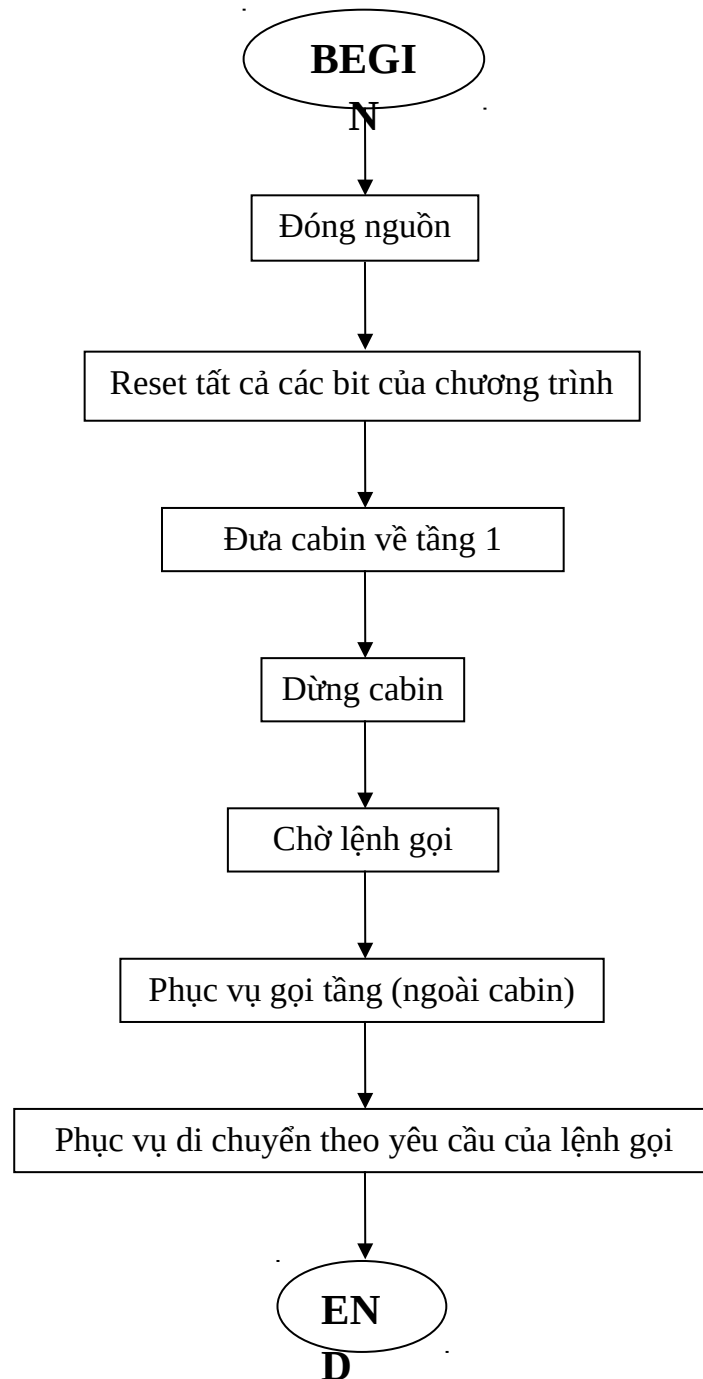 BEGI
N
Đóng nguồn
Reset tất cả các bit của chương trình
Đưa cabin về tầng 1
Dừng cabin
Chờ lệnh gọi
Phục vụ gọi tầng (ngoài cabin)
Phục vụ di chuyển theo yêu cầu của lệnh gọi
EN
D